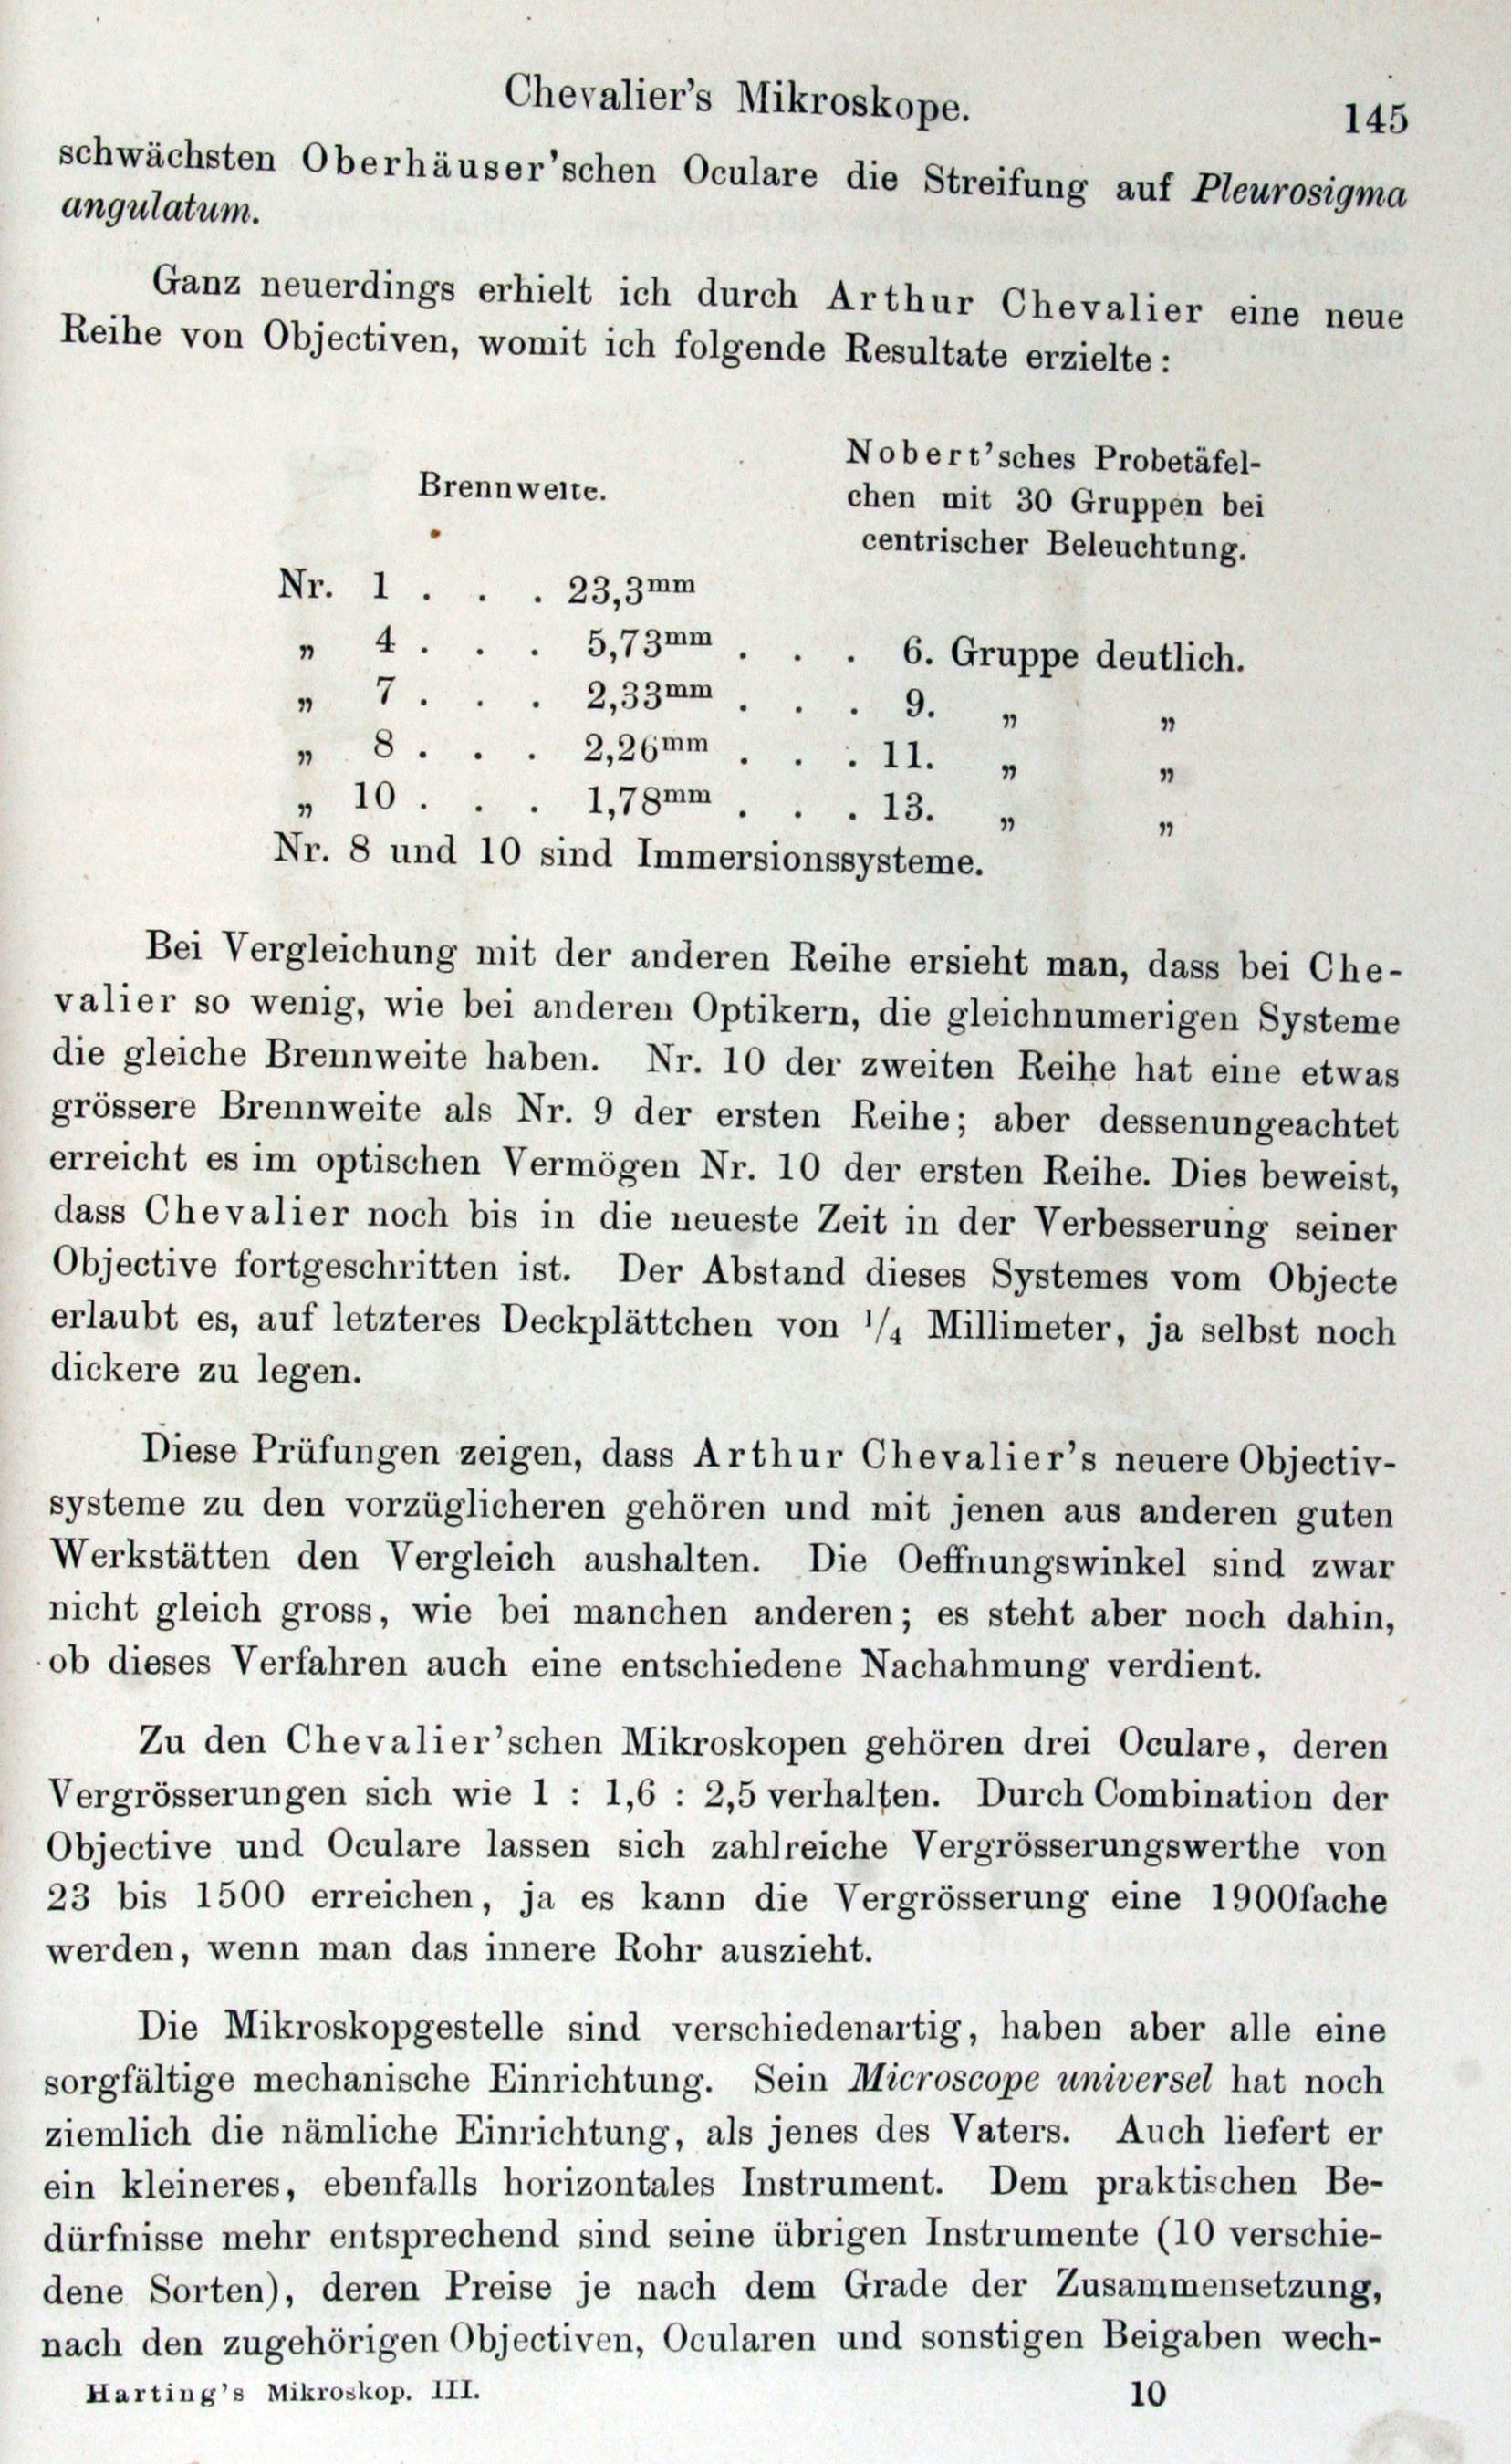 Chevalier's Mikroskope.
145
schwächsten Oberhäuser'schen Oculare die Streifung auf Pleurosigma
angulatum.
Ganz neuerdings erhielt ich durch Arthur Chevalier eine neue
Reihe von Objectiven, womit ich folgende Resultate erzielte:
Brennweite.
Nobert'sches Probetäfel-
chen mit 30 Gruppen bei
centrischer Beleuchtung.
Nr. 1 . . . 23,3mm
„ 4 . . . 5,73mm . . . 6. Gruppe deutlich.
„ 7 . . . 2,33mm . . . 9. „ „
„ 8 . . . 2,26mm . . . 11. „ „
„ 10 . . . 1,78mm . . . 13. „ „
Nr. 8 und 10 sind Immersionssysteme.
Bei Vergleichung mit der anderen Reihe ersieht man, dass bei Che-
valier so wenig, wie bei anderen Optikern, die gleichnumerigen Systeme
die gleiche Brennweite haben. Nr. 10 der zweiten Reihe hat eine etwas
grössere Brennweite als Nr. 9 der ersten Reihe; aber dessenungeachtet
erreicht es im optischen Vermögen Nr. 10 der ersten Reihe. Dies beweist,
dass Chevalier noch bis in die neueste Zeit in der Verbesserung seiner
Objective fortgeschritten ist. Der Abstand dieses Systemes vom Objecte
erlaubt es, auf letzteres Deckplättchen von 1/4 Millimeter, ja selbst noch
dickere zu legen.
Diese Prüfungen zeigen, dass Arthur Chevalier's neuere Objectiv-
systeme zu den vorzüglicheren gehören und mit jenen aus anderen guten
Werkstätten den Vergleich aushalten. Die Oeffnungswinkel sind zwar
nicht gleich gross, wie bei manchen anderen; es steht aber noch dahin,
ob dieses Verfahren auch eine entschiedene Nachahmung verdient.
Zu den Chevalier'schen Mikroskopen gehören drei Oculare, deren
Vergrösserungen sich wie 1 : 1,6 : 2,5 verhalten. Durch Combination der
Objective und Oculare lassen sich zahlreiche Vergrösserungswerthe von
23 bis 1500 erreichen, ja es kann die Vergrösserung eine 1900fache
werden, wenn man das innere Rohr auszieht.
Die Mikroskopgestelle sind verschiedenartig, haben aber alle eine
sorgfältige mechanische Einrichtung. Sein Microscope universel hat noch
ziemlich die nämliche Einrichtung, als jenes des Vaters. Auch liefert er
ein kleineres, ebenfalls horizontales Instrument. Dem praktischen Be-
dürfnisse mehr entsprechend sind seine übrigen Instrumente (10 verschie-
dene Sorten), deren Preise je nach dem Grade der Zusammensetzung,
nach den zugehörigen Objectiven, Ocularen und sonstigen Beigaben wech-
Harting's Mikroskop. III.
10